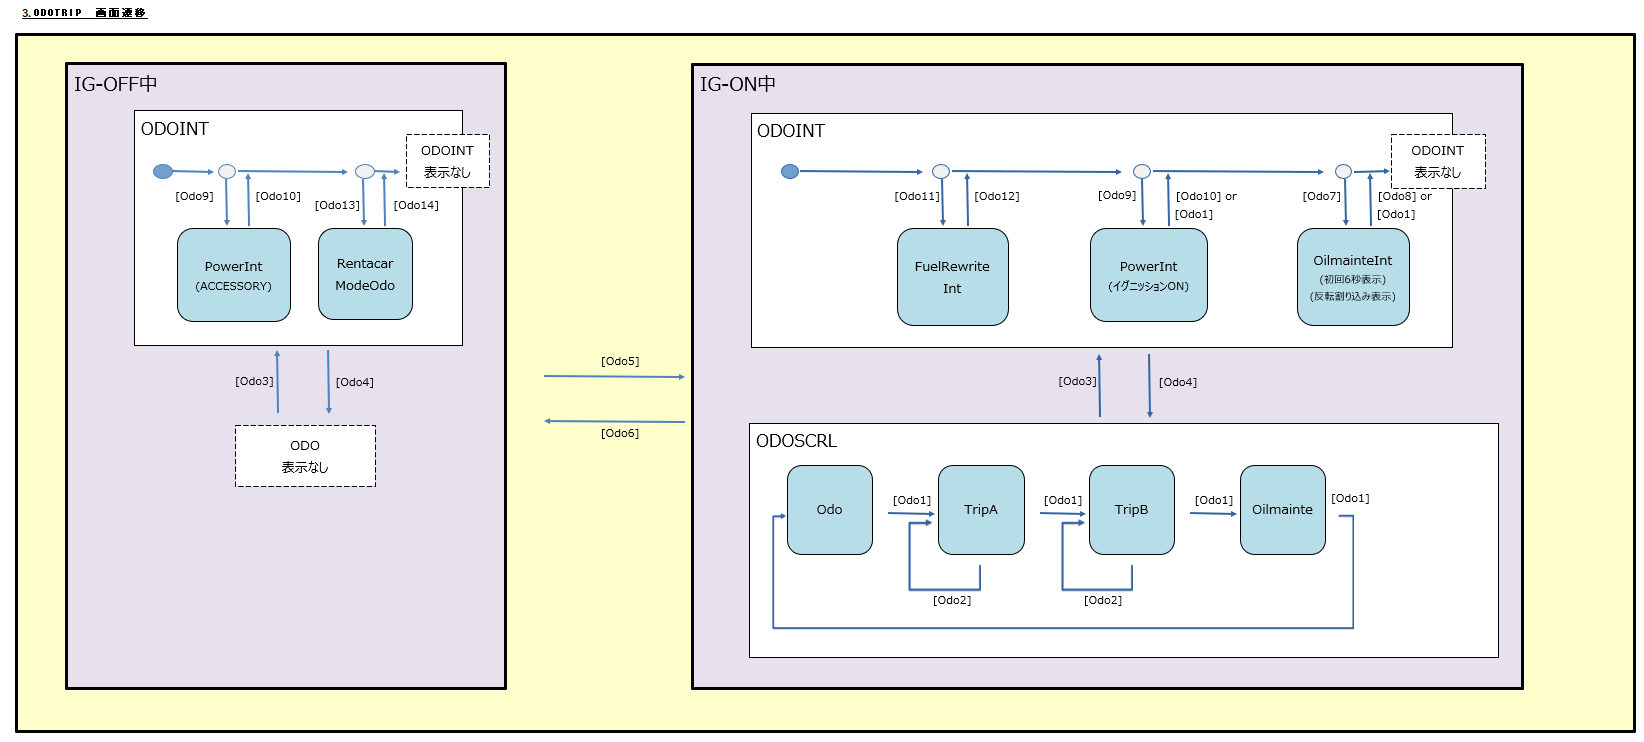 3.ODOTRIP 画面遷移
IG-OFF中
ODOINT
ODOINT
表示なし
[Odo9]
[Odo10]
[Odo13]
[Odo14]
PowerInt
(ACCESSORY)
Rentacar
ModeOdo
[Odo3]
[Odo4]
ODO
表示なし
[Odo5]
[Odo6]
IG-ON中
ODOINT
ODOINT
表示なし
[Odo11]
[Odo12]
[Odo9]
[Odo10] or
[Odo1]
[Odo7]
[Odo8] or
[Odo1]
FuelRewrite
Int
PowerInt
(イグニッションON)
OilmainteInt
(初回6秒表示)
(反転割り込み表示)
[Odo3]
[Odo4]
ODOSCRL
Odo
[Odo1]
TripA
[Odo1]
TripB
[Odo1]
Oilmainte
[Odo1]
[Odo2]
[Odo2]